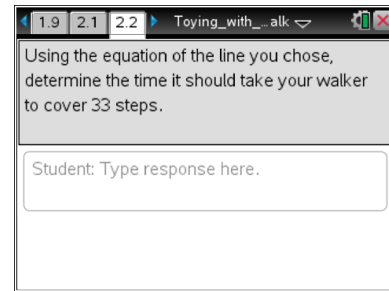 1.9 2.1 2.2 Toying_with_...alk
Using the equation of the line you chose,
determine the time it should take your walker
to cover 33 steps.
Student: Type response here.